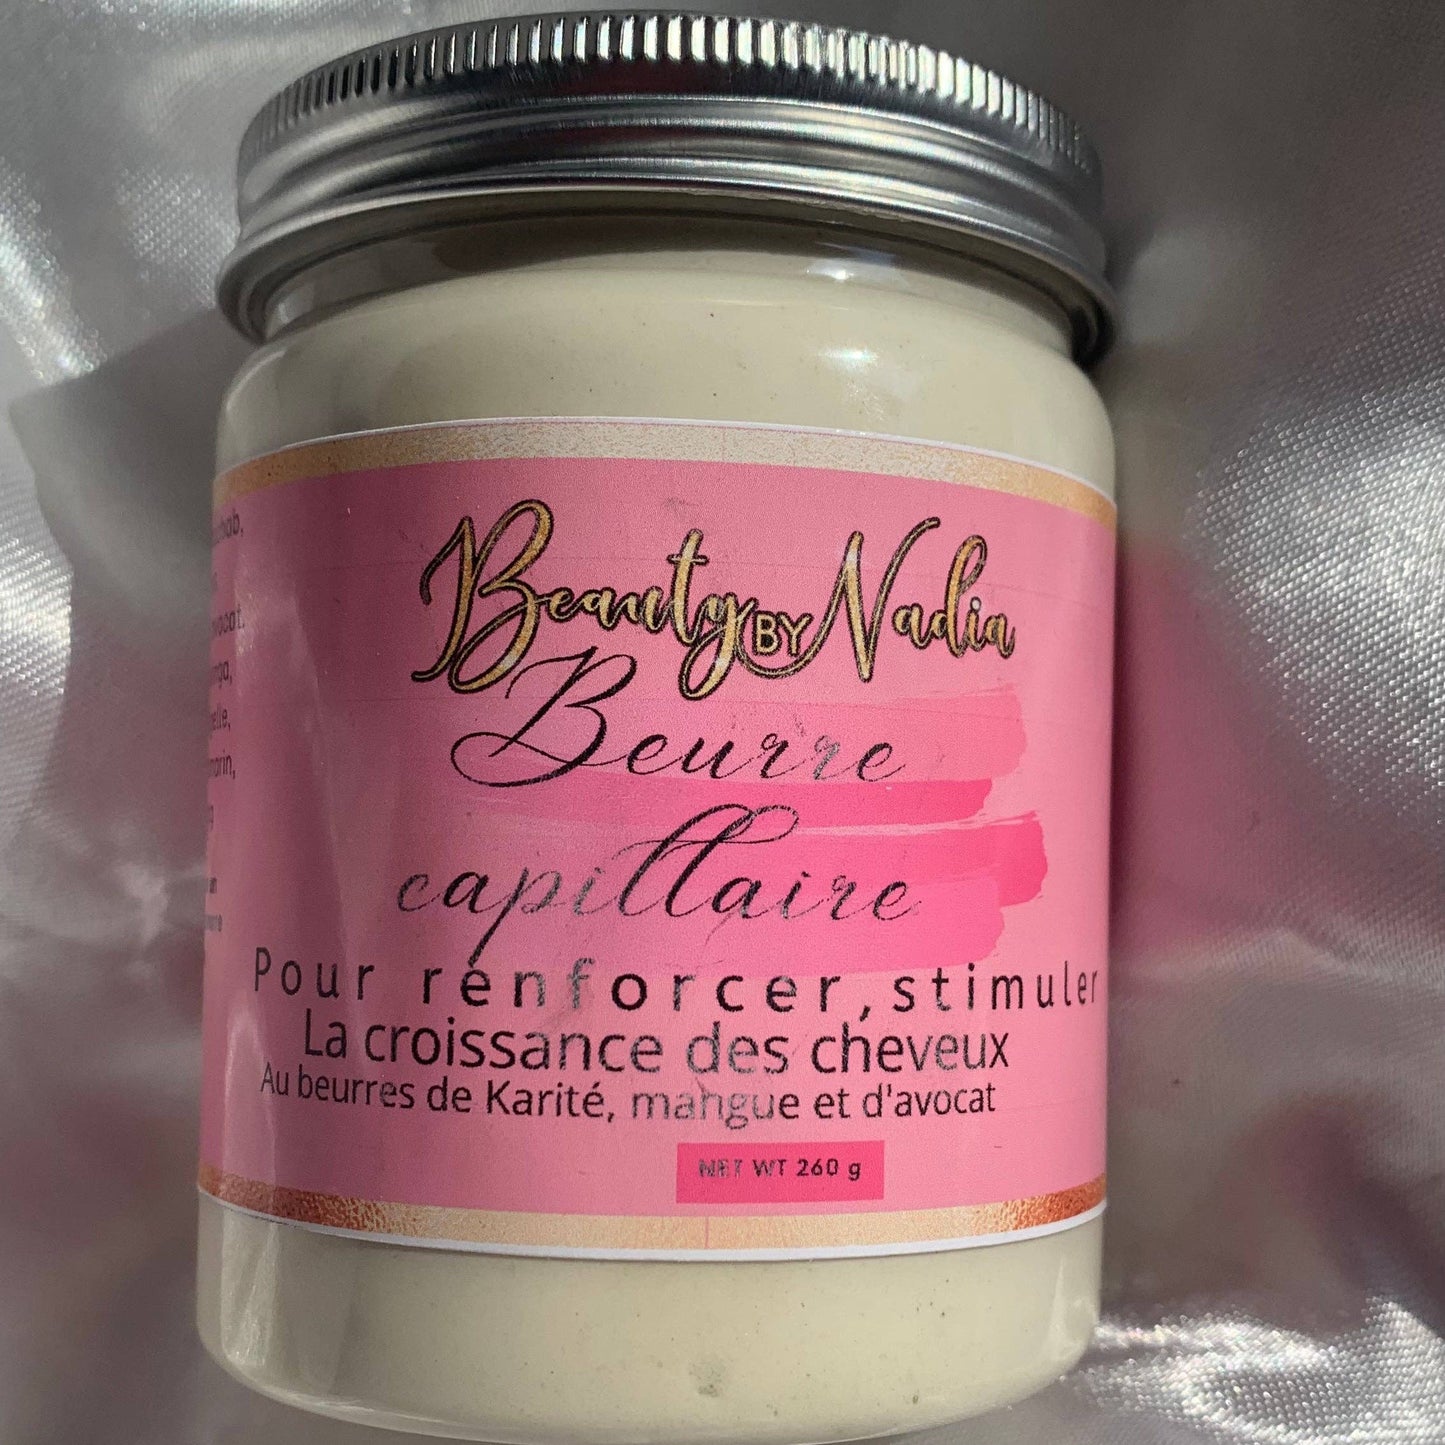 Beauty BY Nadia
Beurre
capillaire
Pour renforcer, stimuler
La croissance des cheveux
Au beurres de Karité, mangue et d'avocat
NET WT 260 g